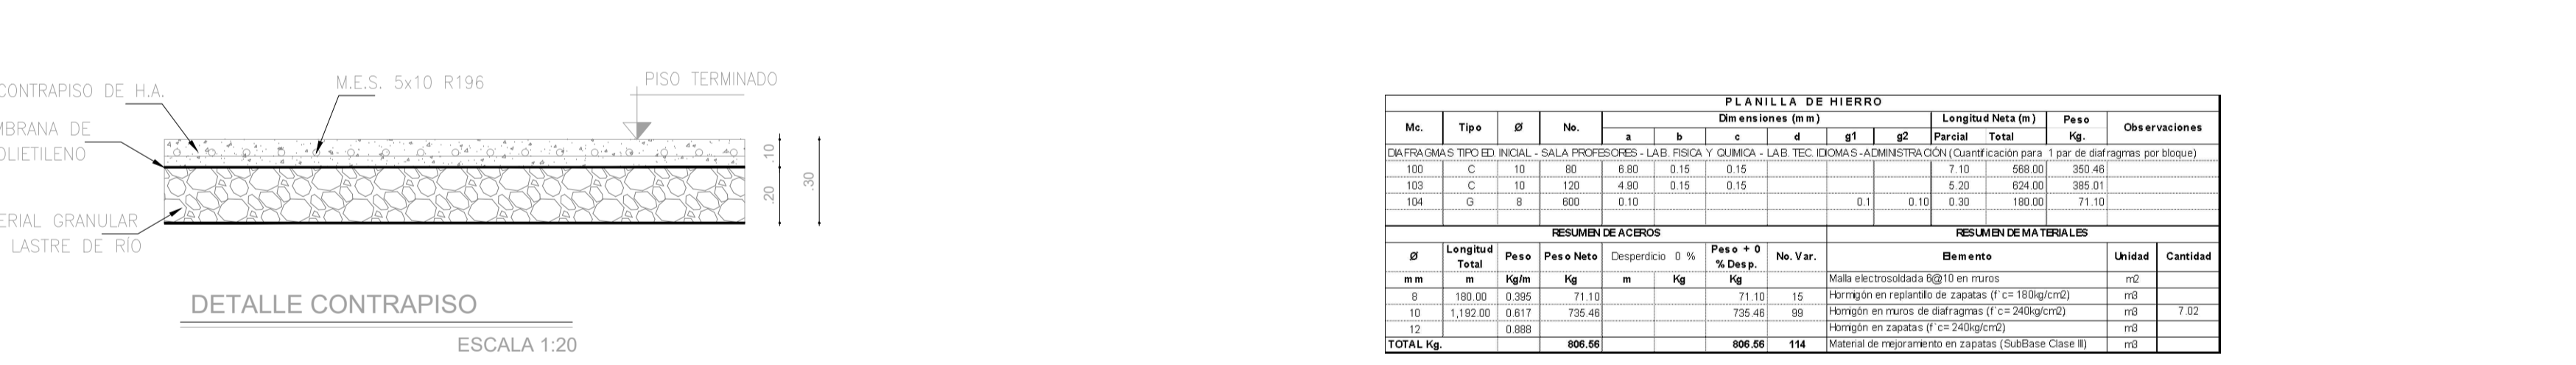 CONTRAPISO DE H.A.
M.E.S. 5x10 R196
PISO TERMINADO
MBRANA DE
OLIETILENO
.10
.20
.30
ERIAL GRANULAR
LASTRE DE RÍO
DETALLE CONTRAPISO
ESCALA 1:20
PLANILLA DE HIERRO
Mc. Tipo Ø No. Dimensiones (mm) Longitud Neta (m) Peso Observaciones
a b c d g1 g2 Parcial Total Kg.
DIAFRAGMAS TIPO ED. INICIAL - SALA PROFESORES - LAB. FISICA Y QUIMICA - LAB. TEC. IDIOMAS -ADMINISTRACIÓN (Cuantificación para 1 par de diafragmas por bloque)
100 C 10 80 6.80 0.15 0.15 7.10 568.00 350.46
103 C 10 120 4.90 0.15 0.15 5.20 624.00 385.01
104 G 8 600 0.10 0.1 0.10 0.30 180.00 71.10
RESUMEN DE ACEROS RESUMEN DE MATERIALES
Ø Longitud Total Peso Peso Neto Desperdicio 0 % Peso + 0 % Desp. No. Var. Elemento Unidad Cantidad
mm m Kg/m Kg m Kg Kg Malla electrosoldada 6@10 en muros m2
8 180.00 0.395 71.10 71.10 15 Hormigón en replantillo de zapatas (f`c= 180kg/cm2) m3
10 1,192.00 0.617 735.46 735.46 99 Homigón en muros de diafragmas (f`c= 240kg/cm2) m3 7.02
12 0.888 Homigón en zapatas (f`c= 240kg/cm2) m3
TOTAL Kg. 806.56 806.56 114 Material de mejoramiento en zapatas (SubBase Clase III) m3